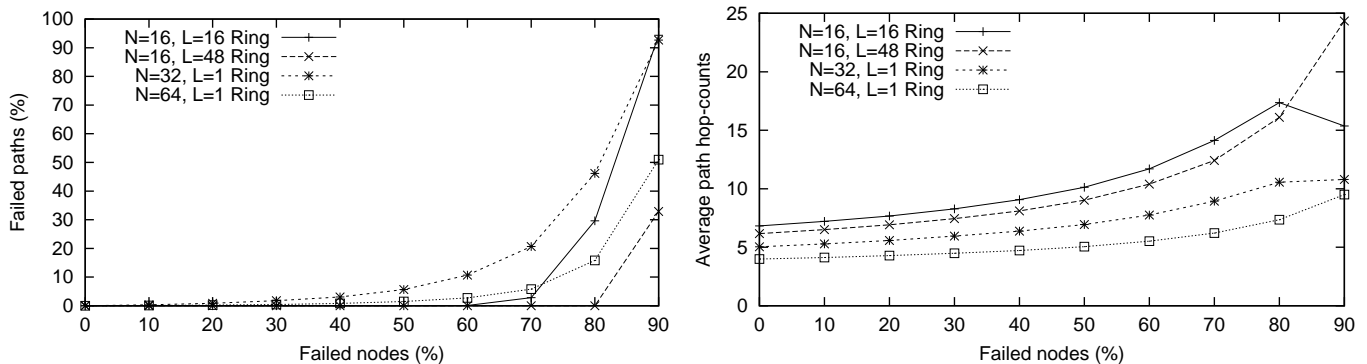 Failed paths (%)
100
90
80
70
60
50
40
30
20
10
0
N=16, L=16 Ring
N=16, L=48 Ring
N=32, L=1 Ring
N=64, L=1 Ring
0 10 20 30 40 50 60 70 80 90
Failed nodes (%)
Average path hop-counts
25
20
15
10
5
0
N=16, L=16 Ring
N=16, L=48 Ring
N=32, L=1 Ring
N=64, L=1 Ring
0 10 20 30 40 50 60 70 80 90
Failed nodes (%)